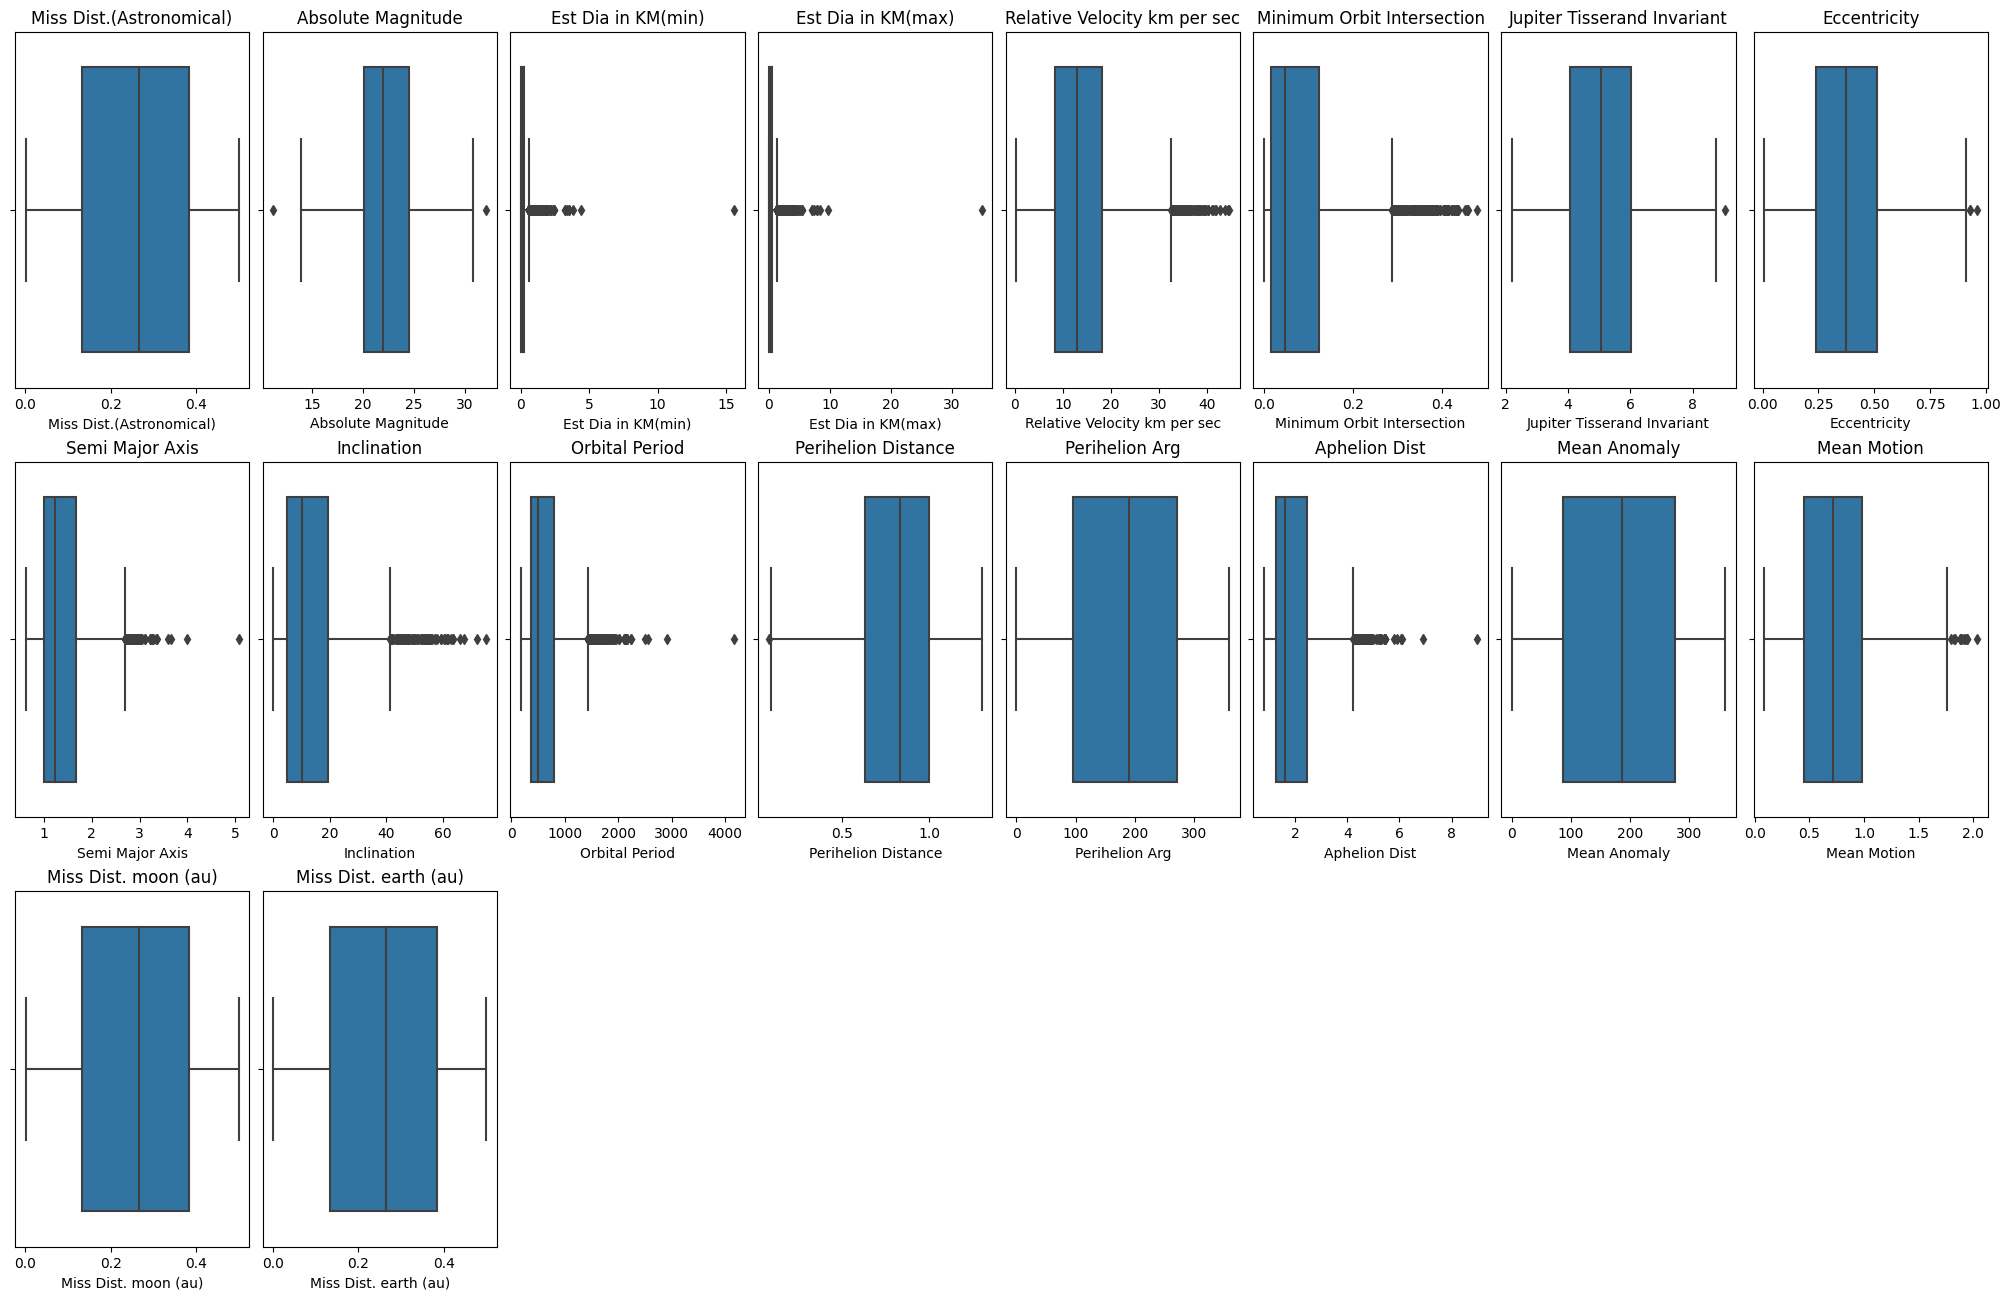 Miss Dist.(Astronomical) Absolute Magnitude Est Dia in KM(min) Est Dia in KM(max) Relative Velocity km per sec Minimum Orbit Intersection Jupiter Tisserand Invariant Eccentricity
0.0 0.2 0.4 15 20 25 30 0 5 10 15 0 10 20 30 0 10 20 30 40 0.0 0.2 0.4 2 4 6 8 0.00 0.25 0.50 0.75 1.00
Miss Dist.(Astronomical) Absolute Magnitude Est Dia in KM(min) Est Dia in KM(max) Relative Velocity km per sec Minimum Orbit Intersection Jupiter Tisserand Invariant Eccentricity
Semi Major Axis Inclination Orbital Period Perihelion Distance Perihelion Arg Aphelion Dist Mean Anomaly Mean Motion
1 2 3 4 5 0 20 40 60 0 1000 2000 3000 4000 0.5 1.0 0 100 200 300 2 4 6 8 0 100 200 300 0.0 0.5 1.0 1.5 2.0
Semi Major Axis Inclination Orbital Period Perihelion Distance Perihelion Arg Aphelion Dist Mean Anomaly Mean Motion
Miss Dist. moon (au) Miss Dist. earth (au)
0.0 0.2 0.4 0.0 0.2 0.4
Miss Dist. moon (au) Miss Dist. earth (au)